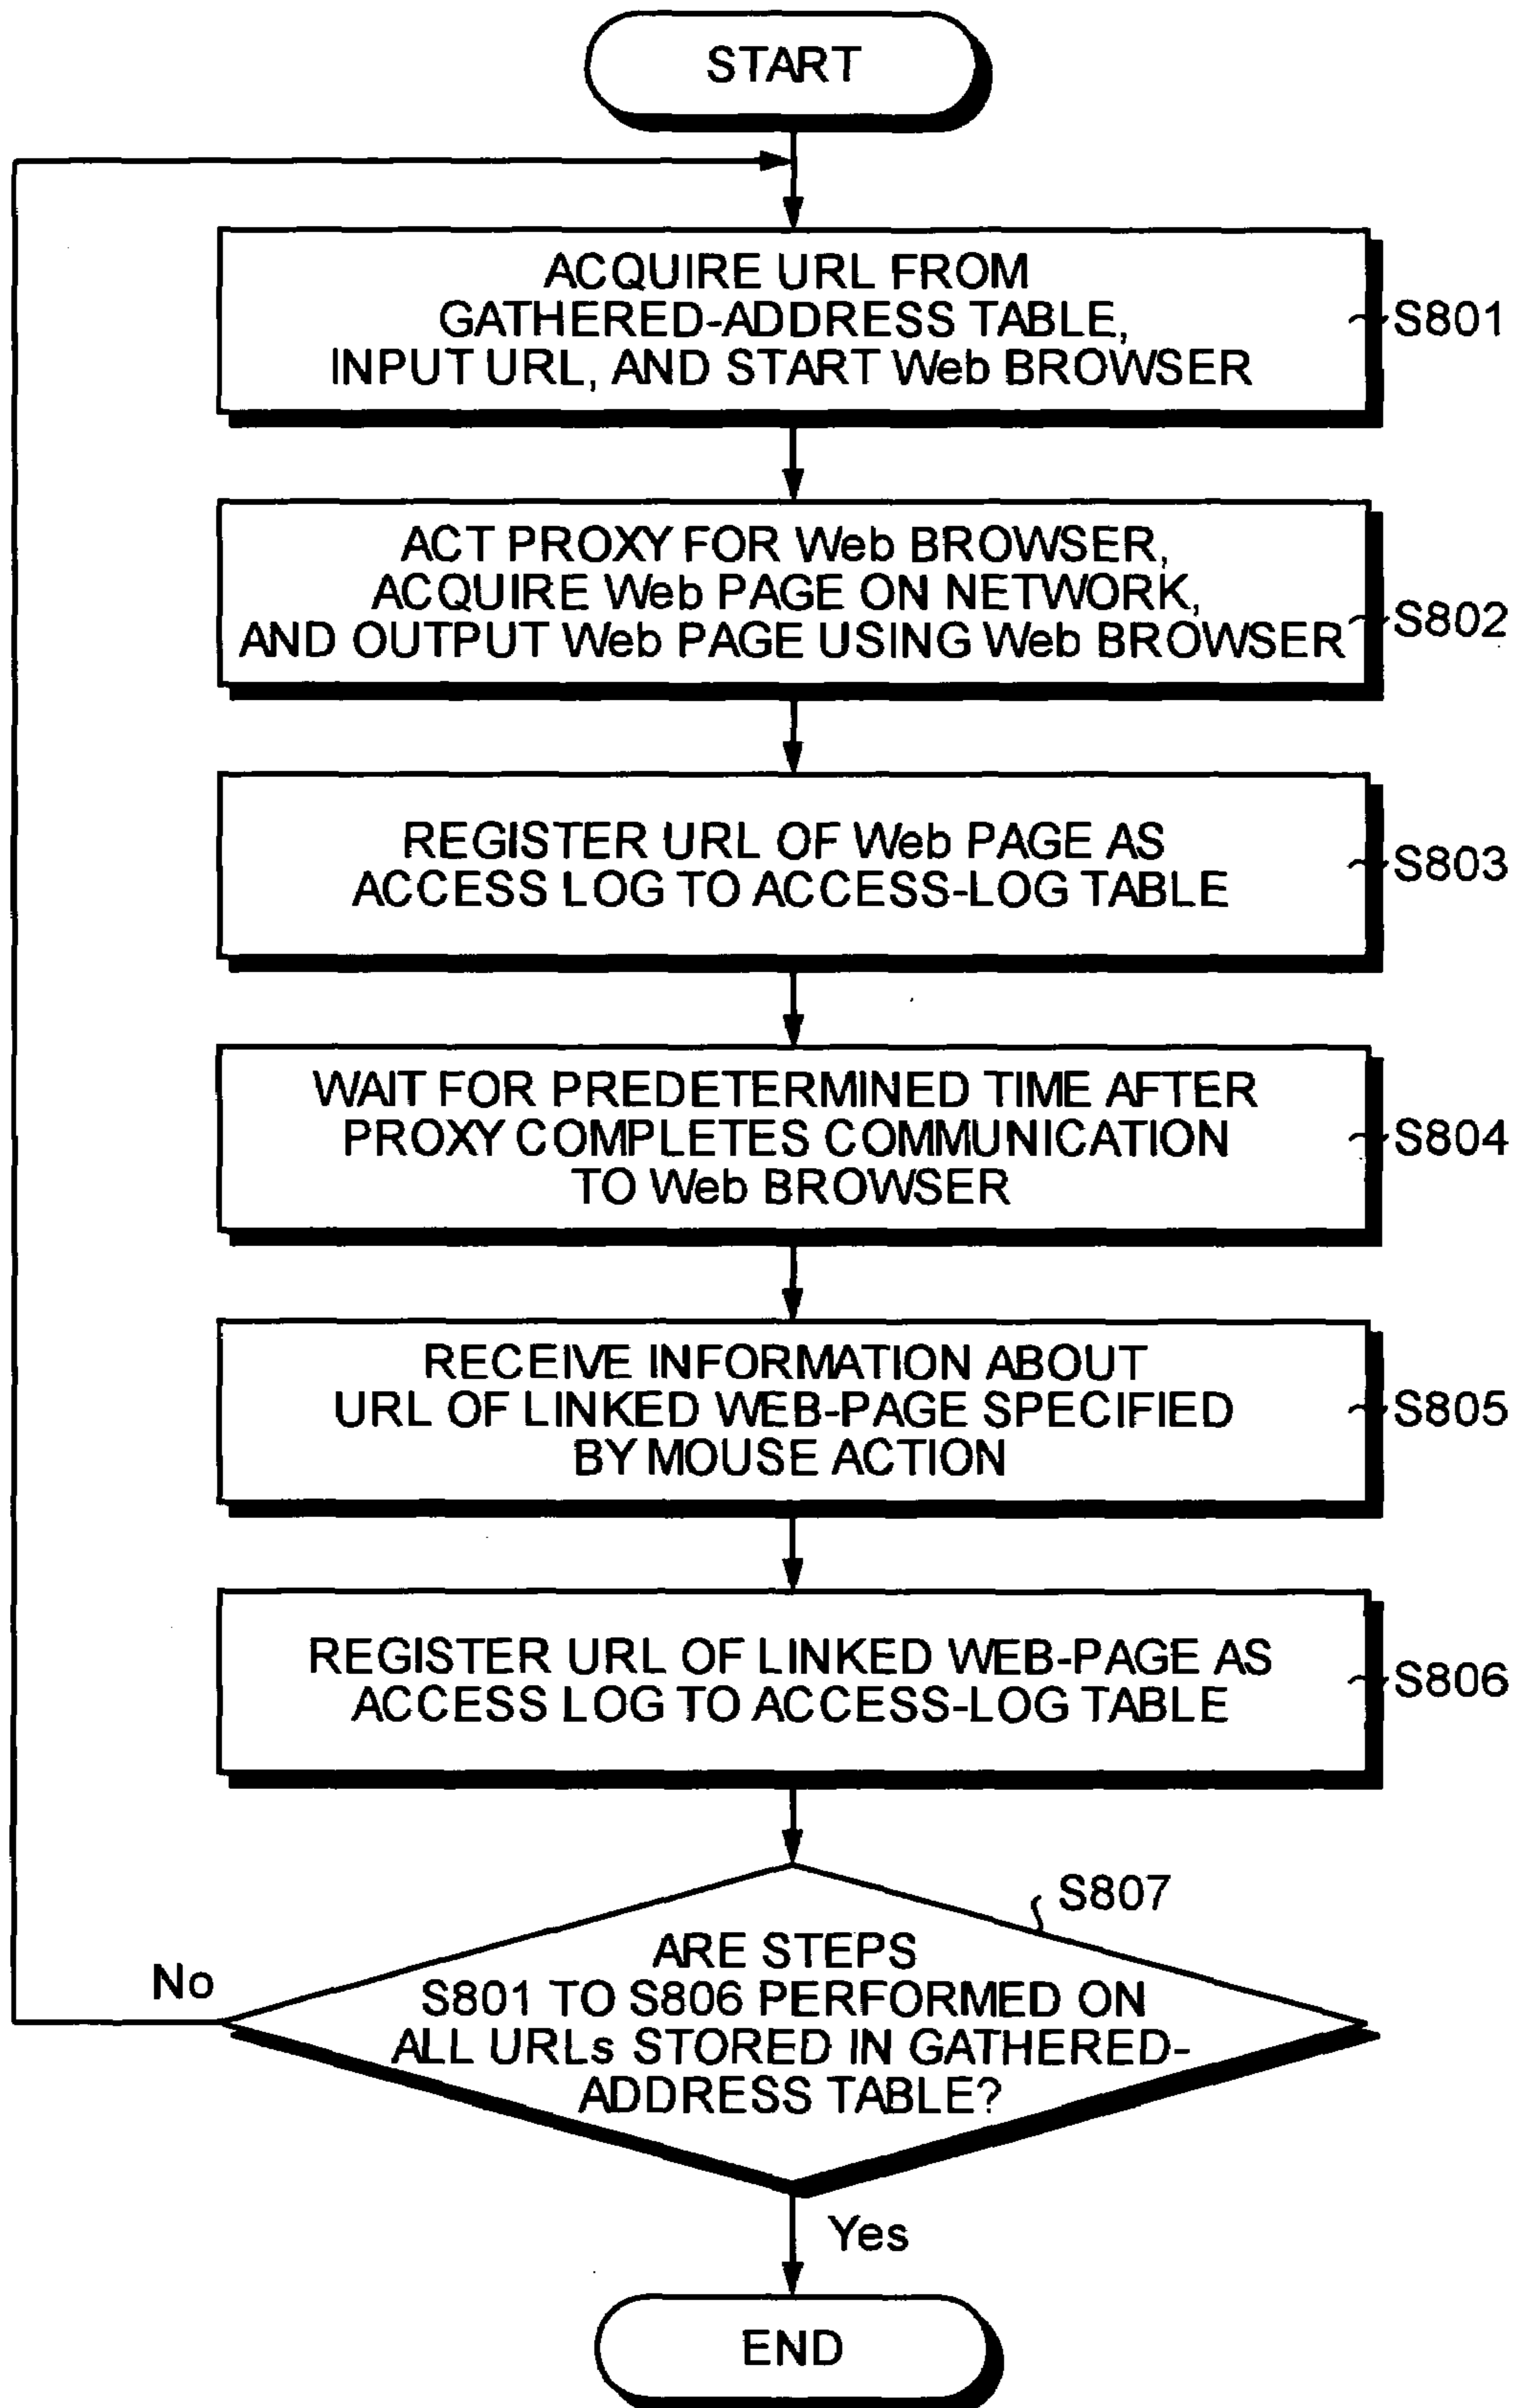 START
ACQUIRE URL FROM
GATHERED-ADDRESS TABLE,
INPUT URL, AND START Web BROWSER
S801
ACT PROXY FOR Web BROWSER,
ACQUIRE Web PAGE ON NETWORK,
AND OUTPUT Web PAGE USING Web BROWSER
S802
REGISTER URL OF Web PAGE AS
ACCESS LOG TO ACCESS-LOG TABLE
S803
WAIT FOR PREDETERMINED TIME AFTER
PROXY COMPLETES COMMUNICATION
TO Web BROWSER
S804
RECEIVE INFORMATION ABOUT
URL OF LINKED WEB-PAGE SPECIFIED
BY MOUSE ACTION
S805
REGISTER URL OF LINKED WEB-PAGE AS
ACCESS LOG TO ACCESS-LOG TABLE
S806
S807
ARE STEPS
S801 TO S806 PERFORMED ON
ALL URLs STORED IN GATHERED-
ADDRESS TABLE?
No
Yes
END